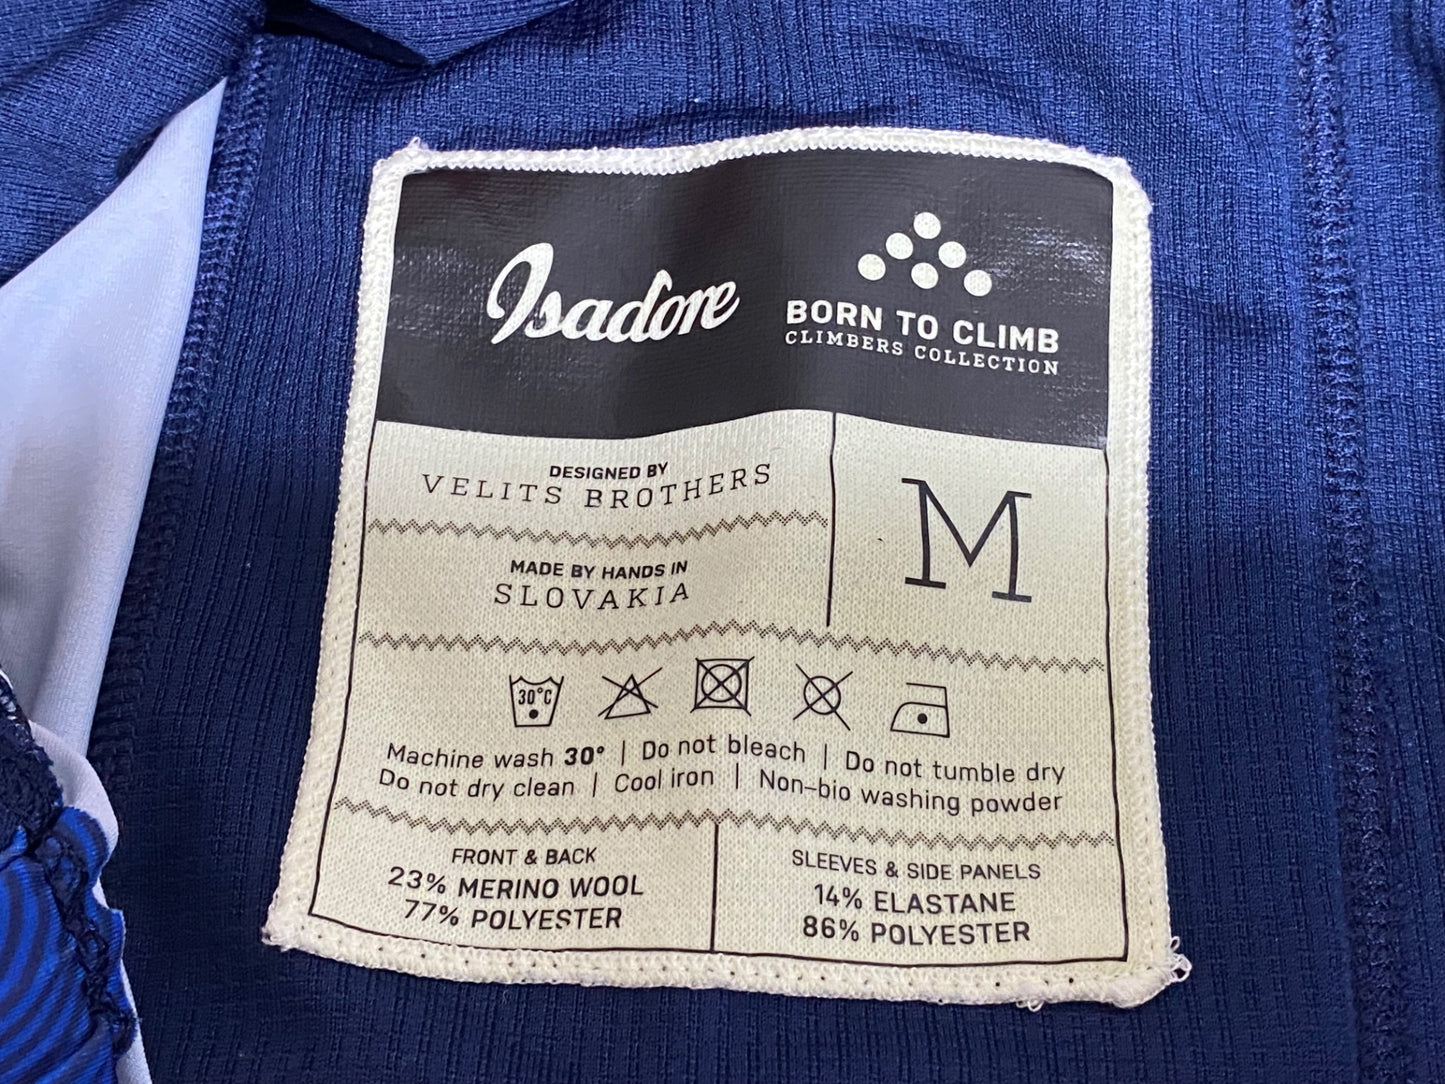 Isadore
BORN TO CLIMB
CLIMBERS COLLECTION
DESIGNED BY
VELITS BROTHERS
M
MADE BY HANDS IN
SLOVAKIA
30°C
Machine wash 30° | Do not bleach | Do not tumble dry
Do not dry clean | Cool iron | Non-bio washing powder
FRONT & BACK
23% MERINO WOOL
77% POLYESTER
SLEEVES & SIDE PANELS
14% ELASTANE
86% POLYESTER